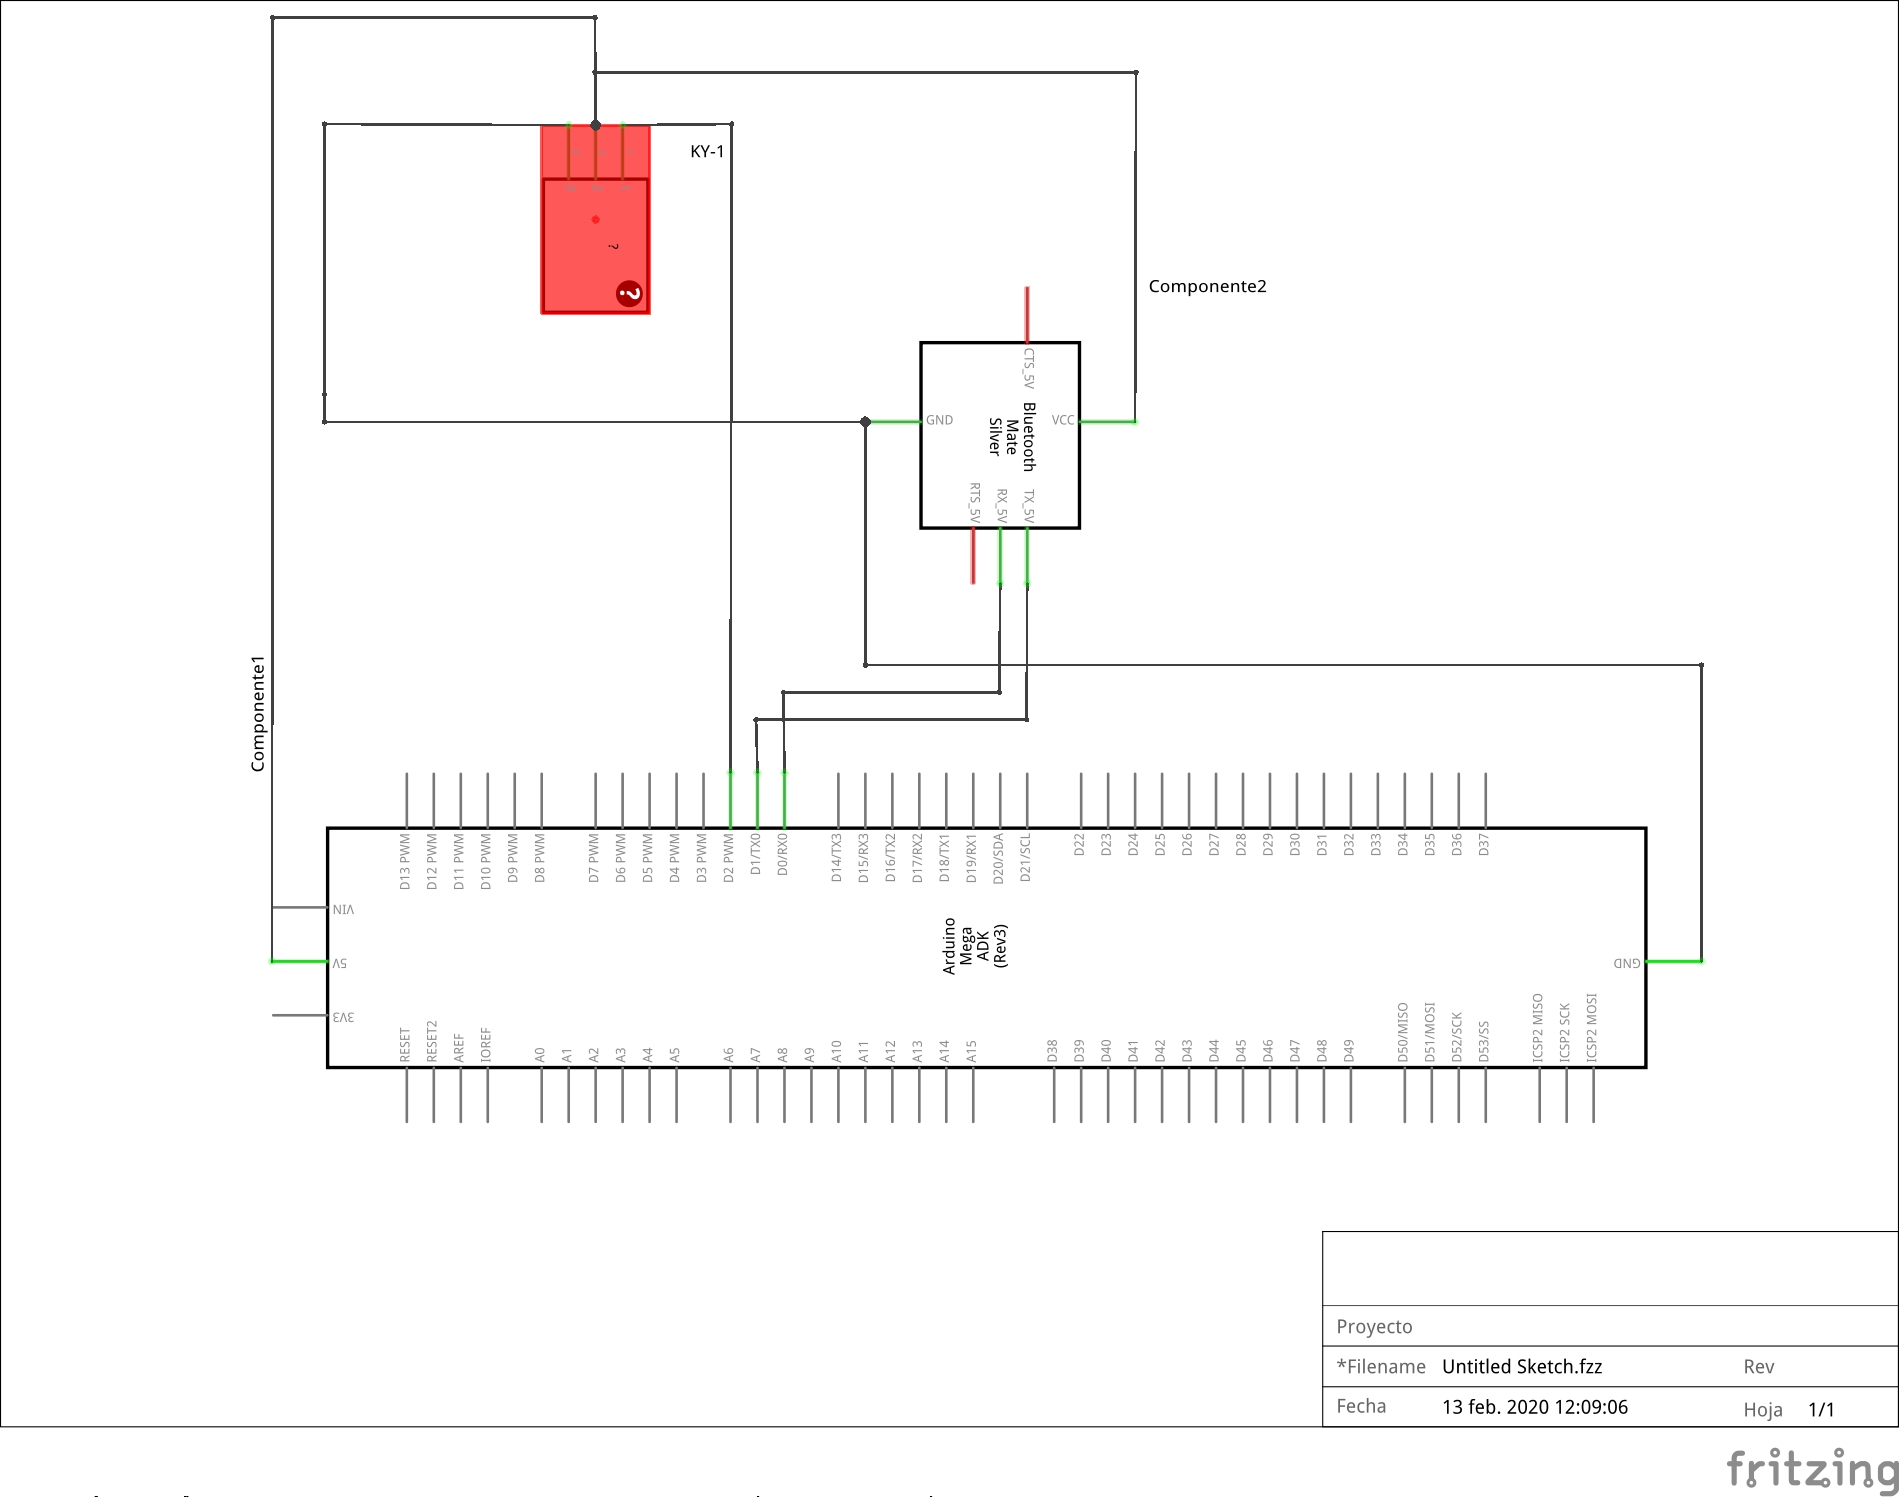 KY-1
?
?
Componente2
CTS_5V
GND
VCC
Bluetooth
Mate
Silver
RTS_5V
RX_5V
TX_5V
Componente1
D13 PWM
D12 PWM
D11 PWM
D10 PWM
D9 PWM
D8 PWM
D7 PWM
D6 PWM
D5 PWM
D4 PWM
D3 PWM
D2 PWM
D1/TX0
D0/RX0
D14/TX3
D15/RX3
D16/TX2
D17/RX2
D18/TX1
D19/RX1
D20/SDA
D21/SCL
D22
D23
D24
D25
D26
D27
D28
D29
D30
D31
D32
D33
D34
D35
D36
D37
VIN
5V
3V3
Arduino
Mega
ADK
(Rev3)
GND
RESET
RESET2
AREF
IOREF
A0
A1
A2
A3
A4
A5
A6
A7
A8
A9
A10
A11
A12
A13
A14
A15
D38
D39
D40
D41
D42
D43
D44
D45
D46
D47
D48
D49
D50/MISO
D51/MOSI
D52/SCK
D53/SS
ICSP2 MISO
ICSP2 SCK
ICSP2 MOSI
Proyecto
*Filename Untitled Sketch.fzz Rev
Fecha 13 feb. 2020 12:09:06 Hoja 1/1
fritzing